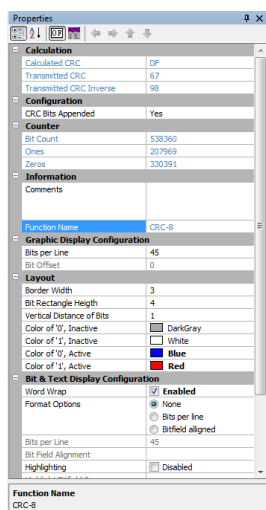 Properties
Calculation
Calculated CRC DF
Transmitted CRC 67
Transmitted CRC Inverse 98
Configuration
CRC Bits Appended Yes
Counter
Bit Count 538360
Ones 207969
Zeros 330391
Information
Comments
Function Name CRC-8
Graphic Display Configuration
Bits per Line 45
Bit Offset 0
Layout
Border Width 3
Bit Rectangle Heigth 4
Vertical Distance of Bits 1
Color of '0', Inactive DarkGray
Color of '1', Inactive White
Color of '0', Active Blue
Color of '1', Active Red
Bit & Text Display Configuration
Word Wrap Enabled
Format Options None
Bits per line
Bitfield aligned
Bits per Line 45
Bit Field Alignment
Highlighting Disabled
Function Name
CRC-8